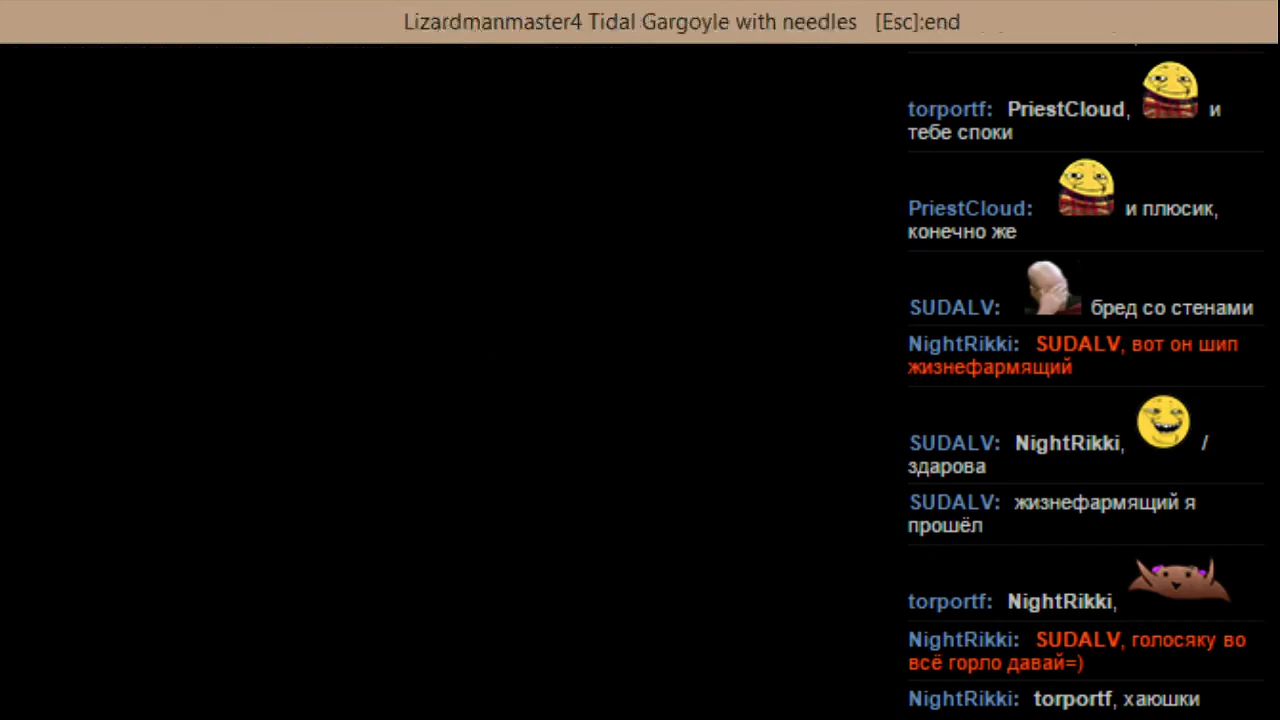 Lizardmanmaster4 Tidal Gargoyle with needles [Esc]:end
torportf: PriestCloud, и
тебе споки
PriestCloud: и плюсик,
конечно же
SUDALV: бред со стенами
NightRikki: SUDALV, вот он шип
жизнефармящий
SUDALV: NightRikki, /
здарова
SUDALV: жизнефармящий я
прошёл
torportf: NightRikki,
NightRikki: SUDALV, голосяку во
всё горло давай=)
NightRikki: torportf, хаюшки